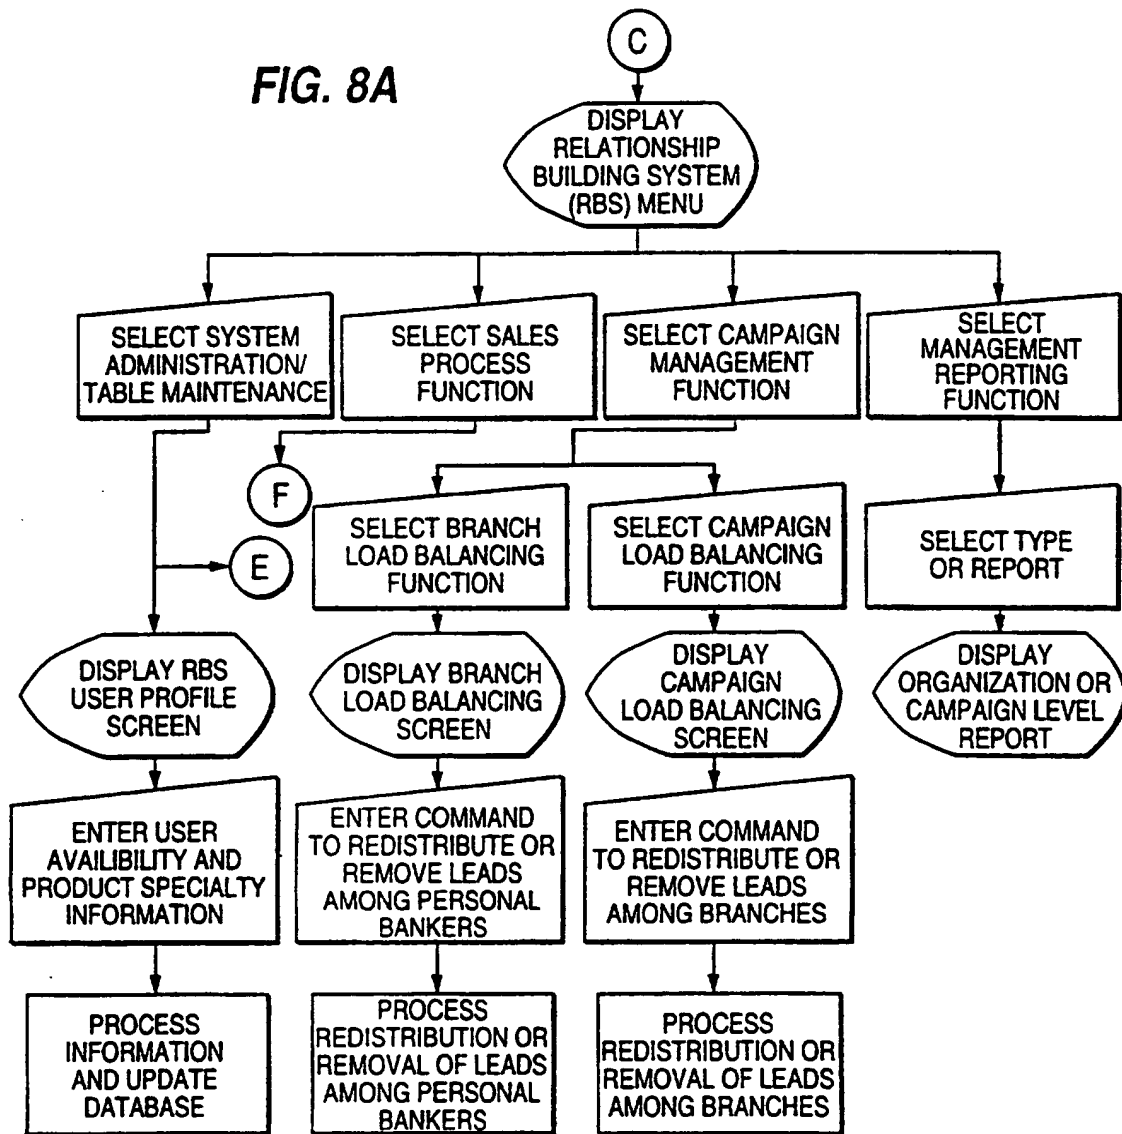 C
FIG. 8A
DISPLAY
RELATIONSHIP
BUILDING SYSTEM
(RBS) MENU
SELECT SYSTEM
ADMINISTRATION/
TABLE MAINTENANCE
SELECT SALES
PROCESS
FUNCTION
SELECT CAMPAIGN
MANAGEMENT
FUNCTION
SELECT
MANAGEMENT
REPORTING
FUNCTION
F
E
SELECT BRANCH
LOAD BALANCING
FUNCTION
SELECT CAMPAIGN
LOAD BALANCING
FUNCTION
SELECT TYPE
OR REPORT
DISPLAY RBS
USER PROFILE
SCREEN
DISPLAY BRANCH
LOAD BALANCING
SCREEN
DISPLAY
CAMPAIGN
LOAD BALANCING
SCREEN
DISPLAY
ORGANIZATION OR
CAMPAIGN LEVEL
REPORT
ENTER USER
AVAILIBILITY AND
PRODUCT SPECIALTY
INFORMATION
ENTER COMMAND
TO REDISTRIBUTE OR
REMOVE LEADS
AMONG PERSONAL
BANKERS
ENTER COMMAND
TO REDISTRIBUTE OR
REMOVE LEADS
AMONG BRANCHES
PROCESS
INFORMATION
AND UPDATE
DATABASE
PROCESS
REDISTRIBUTION OR
REMOVAL OF LEADS
AMONG PERSONAL
BANKERS
PROCESS
REDISTRIBUTION OR
REMOVAL OF LEADS
AMONG BRANCHES